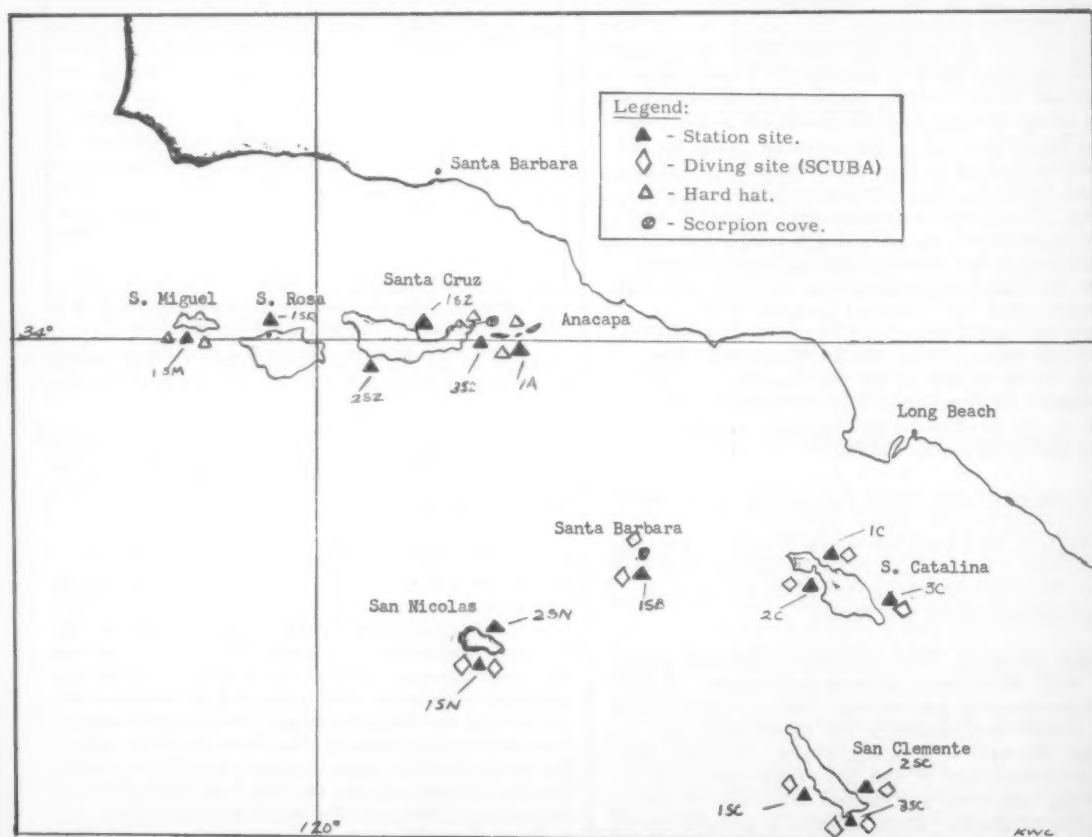 Legend:
- Station site.
- Diving site (SCUBA)
- Hard hat.
- Scorpion cove.
Santa Barbara
Santa Cruz
1SZ
S. Miguel
S. Rosa
1SR
Anacapa
34°
1SM
2SZ
3SZ
1A
Long Beach
Santa Barbara
1C
S. Catalina
3C
2C
1SB
San Nicolas
2SN
1SN
San Clemente
2SC
1SC
3SC
120°
KWC